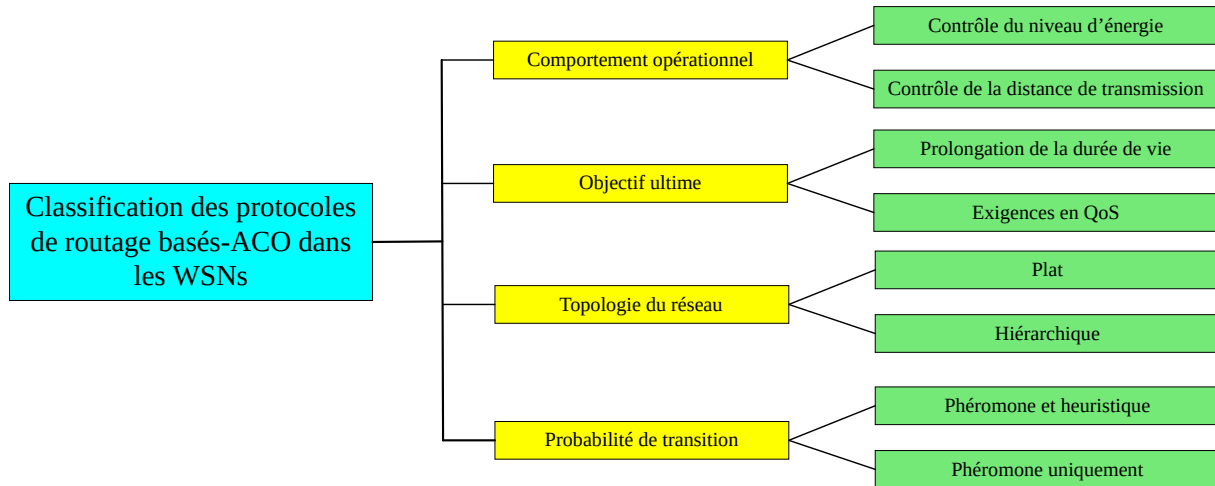 Contrôle du niveau d’énergie
Comportement opérationnel
Contrôle de la distance de transmission
Prolongation de la durée de vie
Objectif ultime
Exigences en QoS
Classification des protocoles
de routage basés-ACO dans
les WSNs
Plat
Topologie du réseau
Hiérarchique
Phéromone et heuristique
Probabilité de transition
Phéromone uniquement